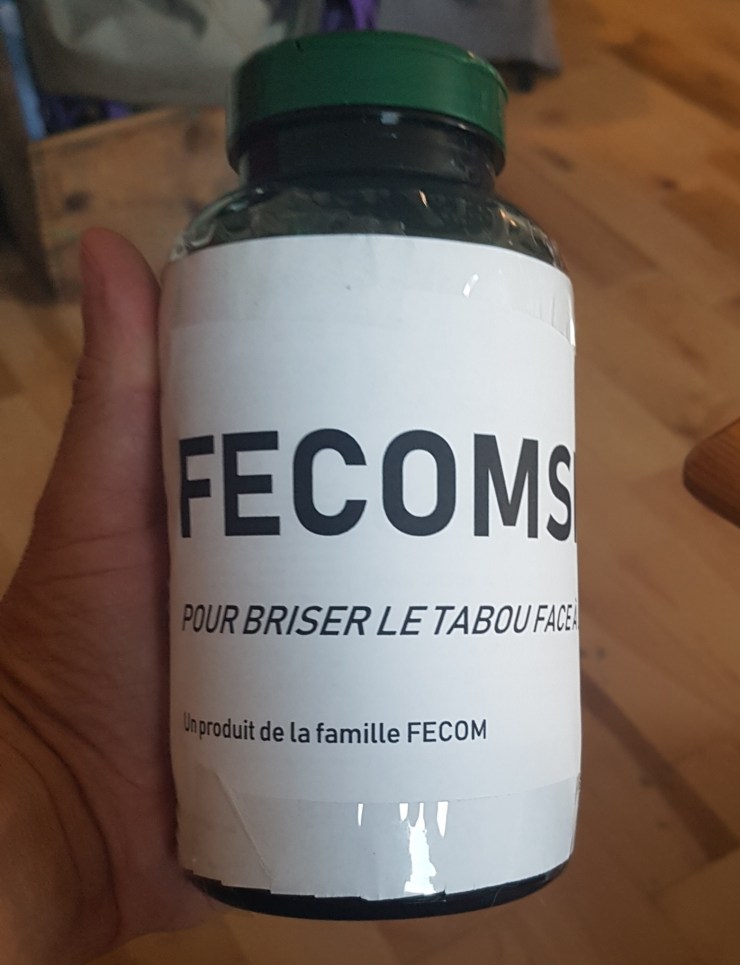 FECOMS
POUR BRISER LE TABOU FACE À
Un produit de la famille FECOM